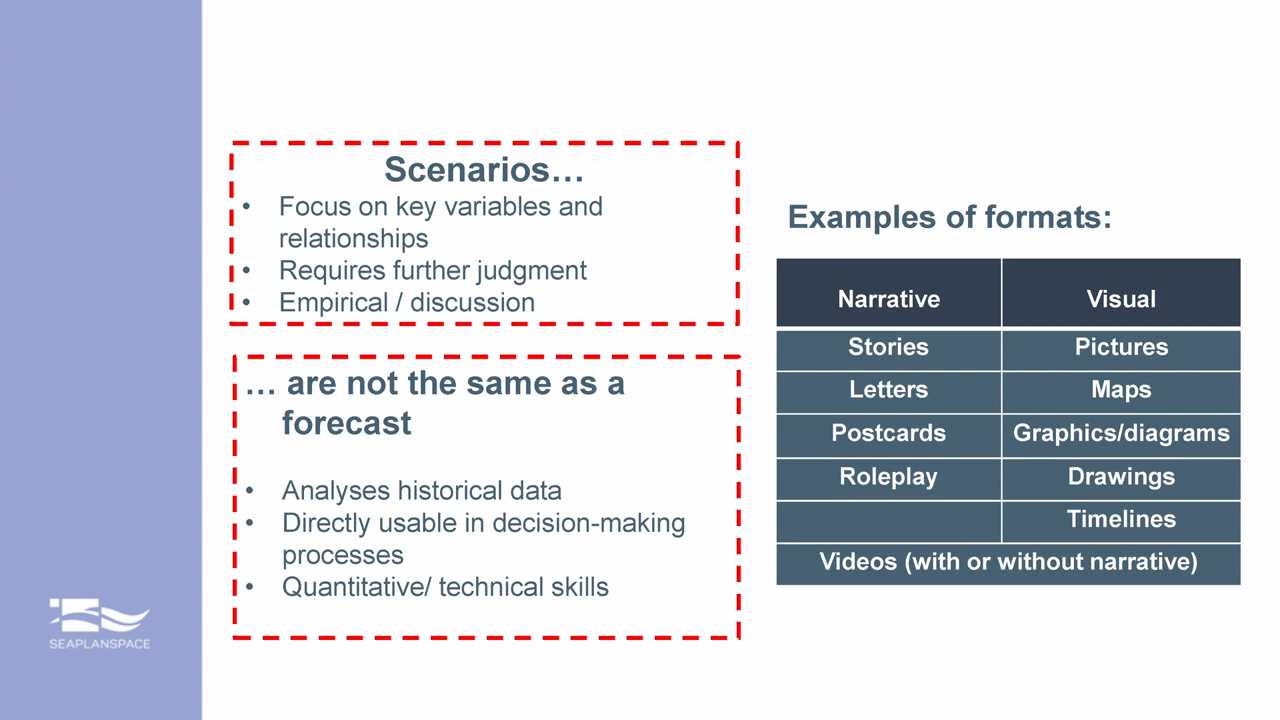 Scenarios…
• Focus on key variables and
relationships
• Requires further judgment
• Empirical / discussion
… are not the same as a
forecast
• Analyses historical data
• Directly usable in decision-making
processes
• Quantitative/ technical skills
Examples of formats:
Narrative Visual
Stories Pictures
Letters Maps
Postcards Graphics/diagrams
Roleplay Drawings
Timelines
Videos (with or without narrative)
SEAPLANSPACE